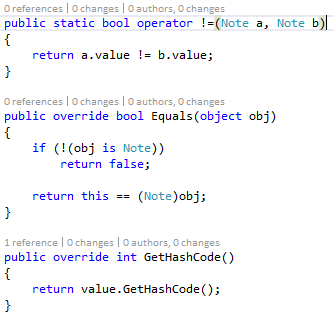 0 references | 0 changes | 0 authors, 0 changes
public static bool operator !=(Note a, Note b)
{
    return a.value != b.value;
}
0 references | 0 changes | 0 authors, 0 changes
public override bool Equals(object obj)
{
    if (!(obj is Note))
        return false;
    return this == (Note)obj;
}
1 reference | 0 changes | 0 authors, 0 changes
public override int GetHashCode()
{
    return value.GetHashCode();
}